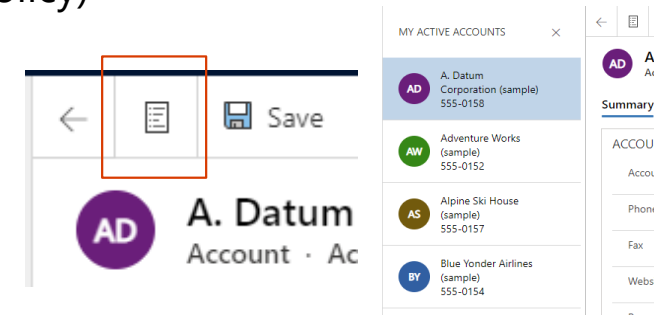 olicy)
Save
AD
A. Datum
Account · Ac
MY ACTIVE ACCOUNTS
AD
A. Datum
Corporation (sample)
555-0158
AW
Adventure Works
(sample)
555-0152
AS
Alpine Ski House
(sample)
555-0157
BY
Blue Yonder Airlines
(sample)
555-0154
AD
A
Ac
Summary
ACCOU
Accou
Phone
Fax
Webs